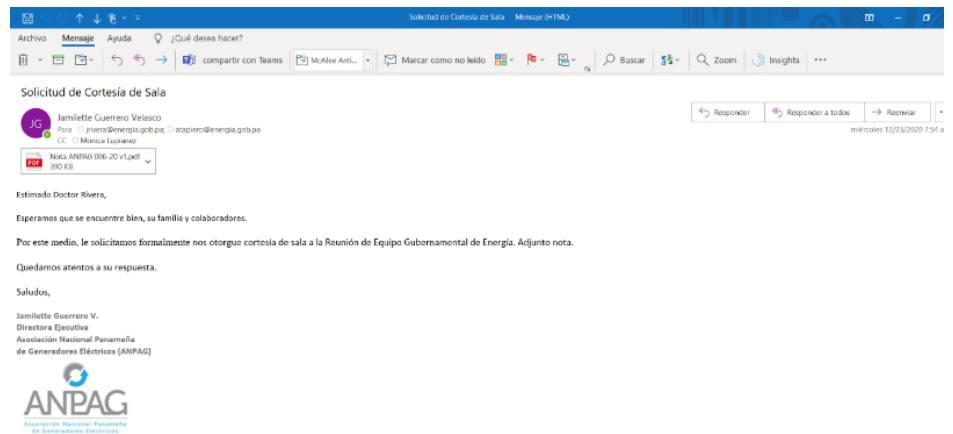 Solicitud de Cortesía de Sala - Mensaje (HTML)
Archivo Mensaje Ayuda ¿Qué desea hacer?
compartir con Teams McAfee Anti... Marcar como no leído Buscar Zoom Insights
Solicitud de Cortesía de Sala
JG
Jamilette Guerrero Velasco
Para jrivera@energia.gob.pa; atapiero@energia.gob.pa
CC Monica Lupianez
Responder Responder a todos Reenviar
miércoles 12/23/2020 7:54 a
PDF
Nota ANPAG 006-20 v1.pdf
390 KB
Estimado Doctor Rivera,
Esperamos que se encuentre bien, su familia y colaboradores.
Por este medio, le solicitamos formalmente nos otorgue cortesía de sala a la Reunión de Equipo Gubernamental de Energía. Adjunto nota.
Quedamos atentos a su respuesta.
Saludos,
Jamilette Guerrero V.
Directora Ejecutiva
Asociación Nacional Panameña
de Generadores Eléctricos (ANPAG)
ANPAG
Asociación Nacional Panameña
de Generadores Eléctricos